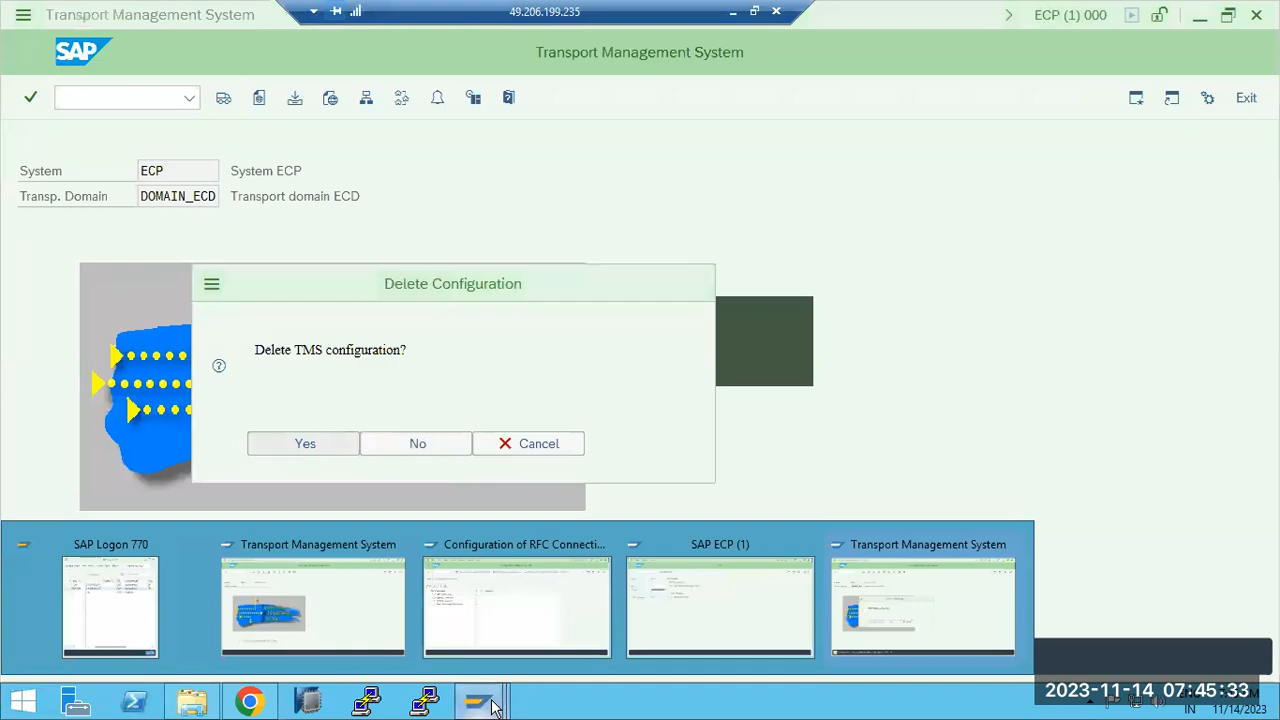 Transport Management System
49.206.199.235
ECP (1) 000
SAP
Transport Management System
Exit
System ECP System ECP
Transp. Domain DOMAIN_ECD Transport domain ECD
Delete Configuration
Delete TMS configuration?
Yes No Cancel
SAP Logon 770
Transport Management System
Configuration of RFC Connecti...
SAP ECP (1)
Transport Management System
2023-11-14 07:45:33
IN
11/14/2023